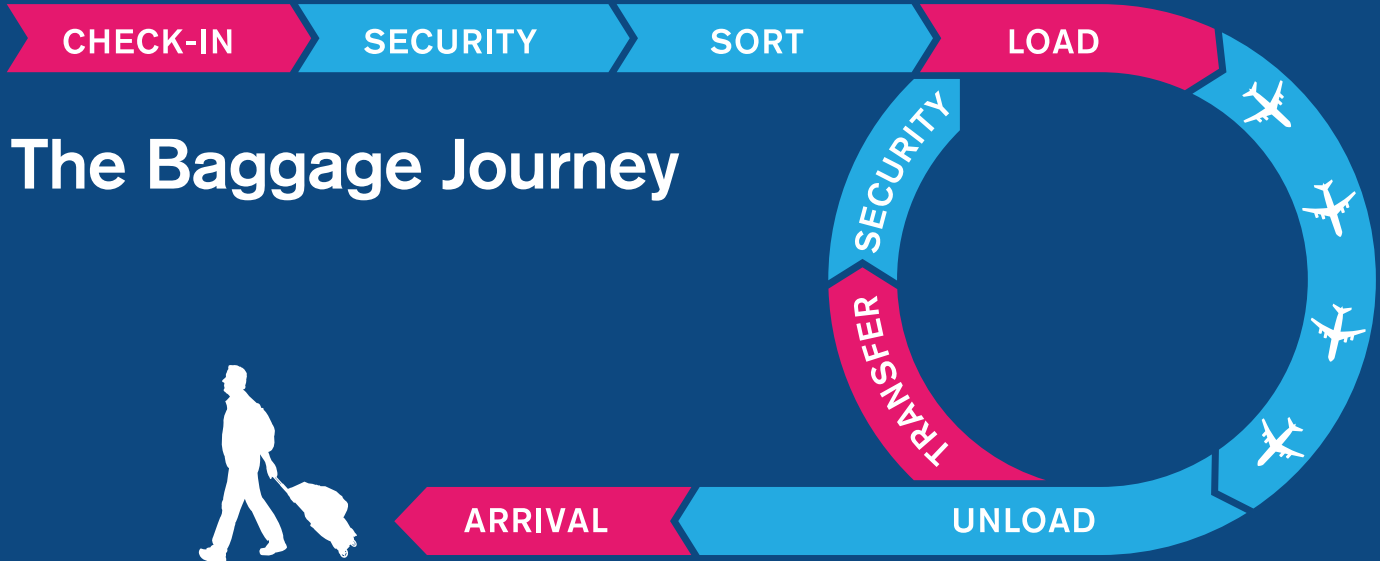 CHECK-IN
SECURITY
SORT
LOAD
The Baggage Journey
SECURITY
TRANSFER
ARRIVAL
UNLOAD